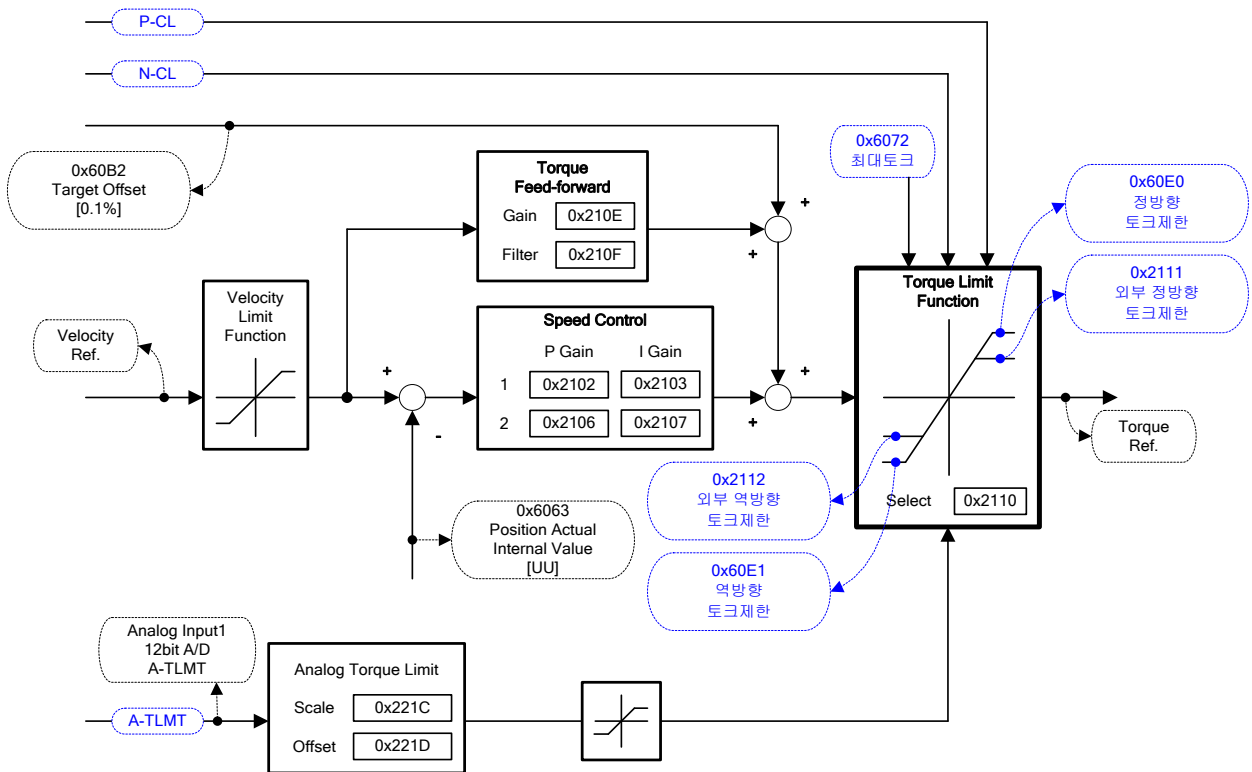 P-CL
N-CL
0x60B2
Target Offset
[0.1%]
Torque
Feed-forward
Gain
0x210E
Filter
0x210F
+
+
0x6072
최대토크
0x60E0
정방향
토크제한
0x2111
외부 정방향
토크제한
Velocity
Ref.
Velocity
Limit
Function
+
-
Speed Control
P Gain
I Gain
1
0x2102
0x2103
2
0x2106
0x2107
+
+
Torque Limit
Function
Select
0x2110
Torque
Ref.
0x2112
외부 역방향
토크제한
0x60E1
역방향
토크제한
0x6063
Position Actual
Internal Value
[UU]
Analog Input1
12bit A/D
A-TLMT
A-TLMT
Analog Torque Limit
Scale
0x221C
Offset
0x221D